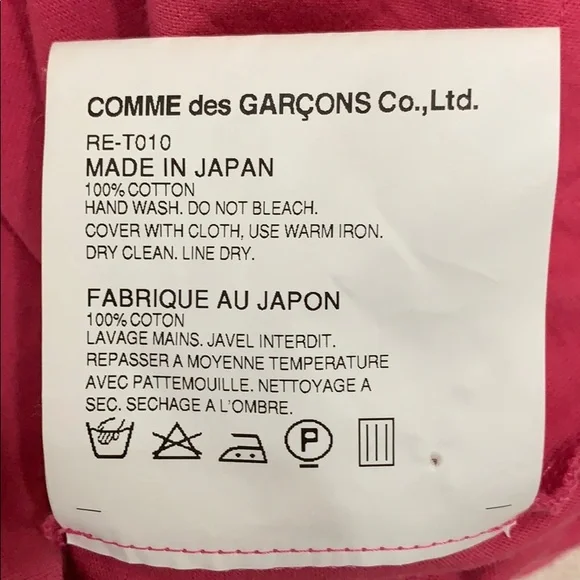 COMME des GARÇONS Co.,Ltd.
RE-T010
MADE IN JAPAN
100% COTTON
HAND WASH. DO NOT BLEACH.
COVER WITH CLOTH, USE WARM IRON.
DRY CLEAN. LINE DRY.
FABRIQUE AU JAPON
100% COTON
LAVAGE MAINS. JAVEL INTERDIT.
REPASSER A MOYENNE TEMPERATURE
AVEC PATTEMOUILLE. NETTOYAGE A
SEC. SECHAGE A L'OMBRE.
P